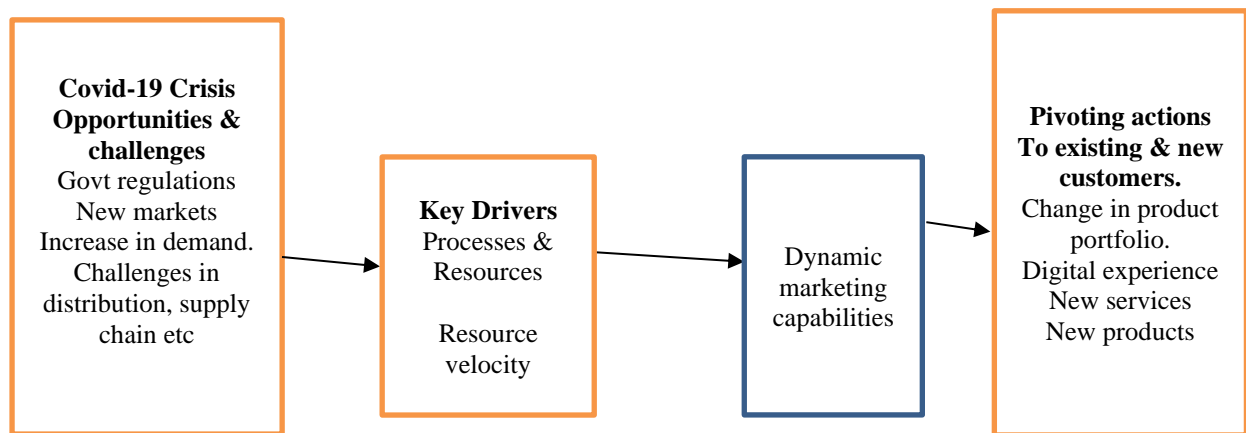 Covid-19 Crisis
Opportunities &
challenges
Govt regulations
New markets
Increase in demand.
Challenges in
distribution, supply
chain etc
Key Drivers
Processes &
Resources
Resource
velocity
Dynamic
marketing
capabilities
Pivoting actions
To existing & new
customers.
Change in product
portfolio.
Digital experience
New services
New products